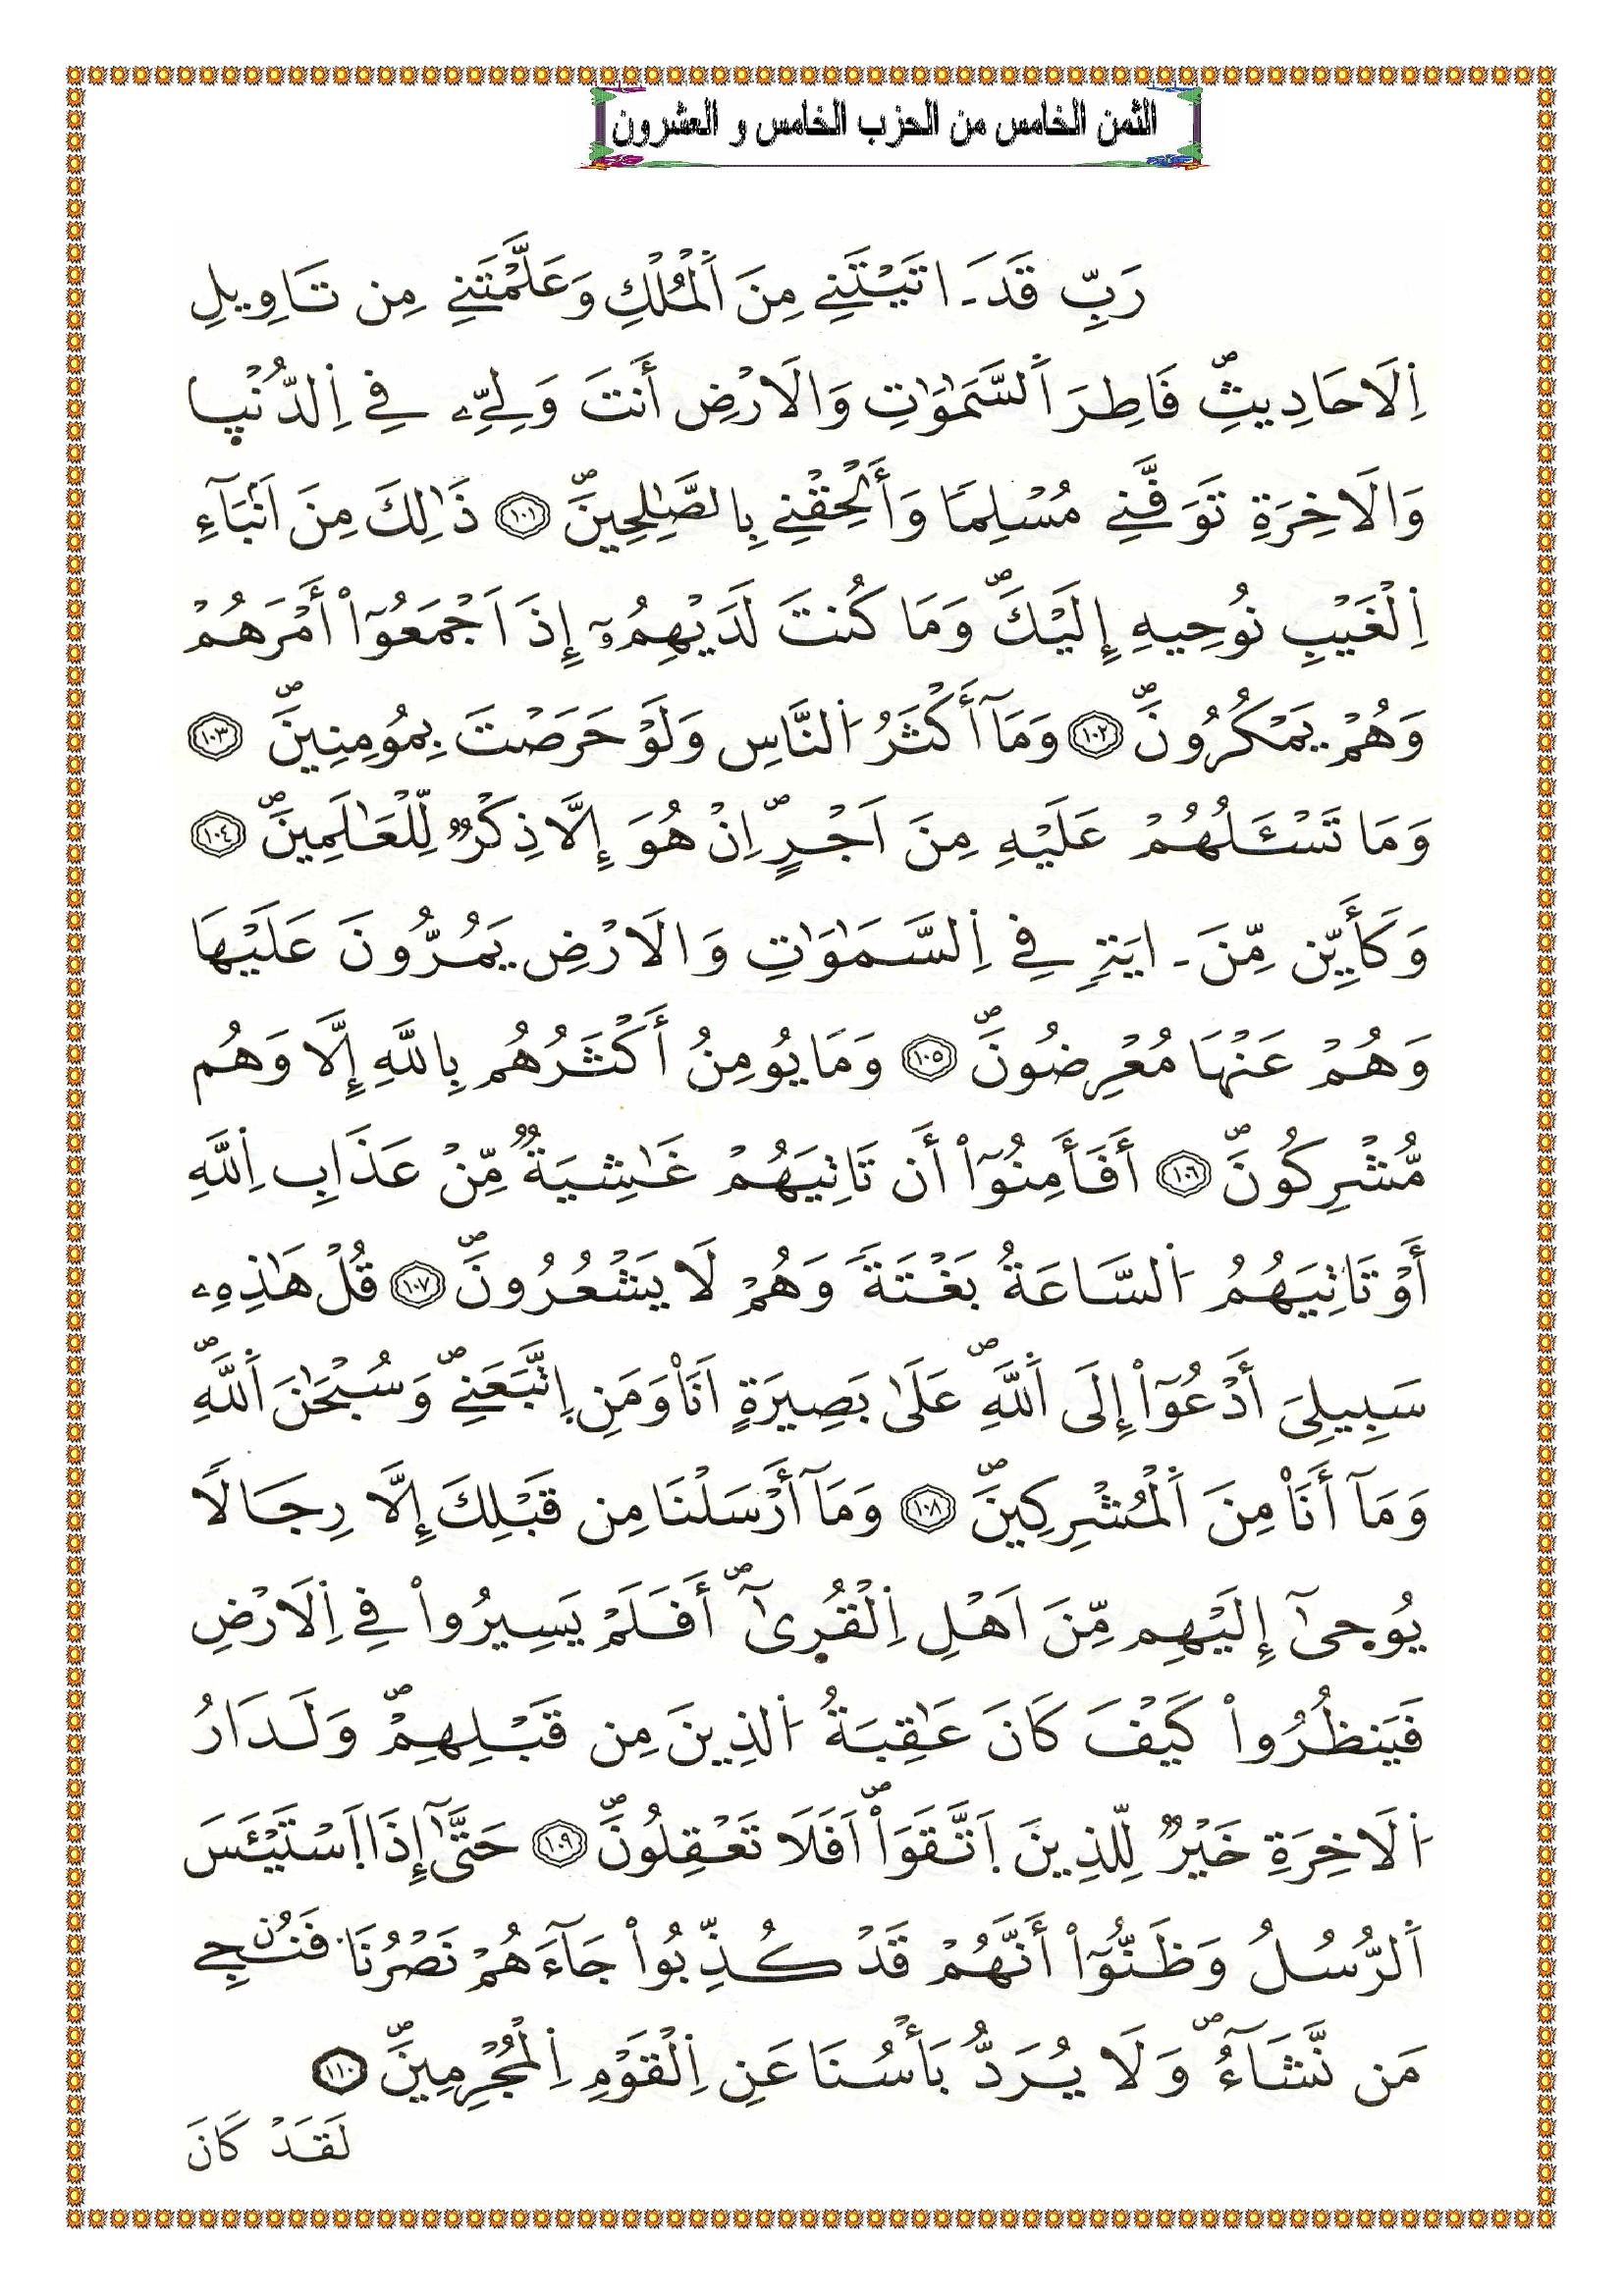 الثمن الخامس من الحزب الخامس و العشرون
رَبِّ قَدَ ـ اتَيْتَنِے مِنَ اَ۬لْمُلْكِ وَعَلَّمْتَنِے مِن تَاوِيلِ
اِ۬لَاحَادِيثِۖ فَاطِرَ اَ۬لسَّمَٰوَٰتِ وَالَارْضِ أَنتَ وَلِيِّۦ فِے اِ۬لدُّنْي۪ا
وَالَاخِرَةِ تَوَفَّنِے مُسْلِماٗ وَأَلْحِقْنِے بِالصَّٰلِحِينَۖ ١٠١ ذَٰلِكَ مِنَ اَنۢبَآءِ
اِ۬لْغَيْبِ نُوحِيهِ إِلَيْكَۖ وَمَا كُنتَ لَدَيْهِمُۥٓ إِذَ اَجْمَعُوٓاْ أَمْرَهُمْ
وَهُمْ يَمْكُرُونَۖ ١٠٢ وَمَآ أَكْثَرُ اُ۬لنَّاسِ وَلَوْ حَرَصْتَ بِمُومِنِينَۖ ١٠٣
وَمَا تَسْـَٔلُهُمْ عَلَيْهِ مِنَ اَجْرٍۖ اِنْ هُوَ إِلَّا ذِكْرٞ لِّلْعَٰلَمِينَۖ ١٠٤
وَكَأَيِّن مِّنَ ـ ايَةٖ فِے اِ۬لسَّمَٰوَٰتِ وَالَارْضِ يَمُرُّونَ عَلَيْهَا
وَهُمْ عَنْهَا مُعْرِضُونَۖ ١٠٥ وَمَا يُومِنُ أَكْثَرُهُم بِاللَّهِ إِلَّا وَهُم
مُّشْرِكُونَۖ ١٠٦ أَفَأَمِنُوٓاْ أَن تَاتِيَهُمْ غَٰشِيَةٞ مِّنْ عَذَابِ اِ۬للَّهِ
أَوْ تَاتِيَهُمُ اُ۬لسَّاعَةُ بَغْتَةٗ وَهُمْ لَا يَشْعُرُونَۖ ١٠٧ قُلْ هَٰذِهِۦ
سَبِيلِيَ أَدْعُوٓاْ إِلَى اَ۬للَّهِۖ عَلَىٰ بَصِيرَةٍ اَنَا۠ وَمَنِ اِ۪تَّبَعَنِےۖ وَسُبْحَٰنَ اَ۬للَّهِۖ
وَمَآ أَنَا۠ مِنَ اَ۬لْمُشْرِكِينَۖ ١٠٨ وَمَآ أَرْسَلْنَا مِن قَبْلِكَ إِلَّا رِجَالاٗ
يُوح۪ىٰٓ إِلَيْهِم مِّنَ اَهْلِ اِ۬لْقُر۪ىٰٓۖ أَفَلَمْ يَسِيرُواْ فِے اِ۬لَارْضِ
فَيَنظُرُواْ كَيْفَ كَانَ عَٰقِبَةُ اُ۬لذِينَ مِن قَبْلِهِمْۖ وَلَدَارُ
اُ۬لَاخِرَةِ خَيْرٞ لِّلذِينَ اَ۪تَّقَوَاْۖ اَفَلَا تَعْقِلُونَۖ ١٠٩ حَتَّىٰٓ إِذَا اَ۪سْتَيْـَٔسَ
اَ۬لرُّسُلُ وَظَنُّوٓاْ أَنَّهُمْ قَدْ كُذِّبُواْ جَآءَهُمْ نَصْرُنَا فَنُنجِے
مَن نَّشَآءُۖ وَلَا يُرَدُّ بَأْسُنَا عَنِ اِ۬لْقَوْمِ اِ۬لْمُجْرِمِينَۖ ١١٠
لَقَدْ كَانَ